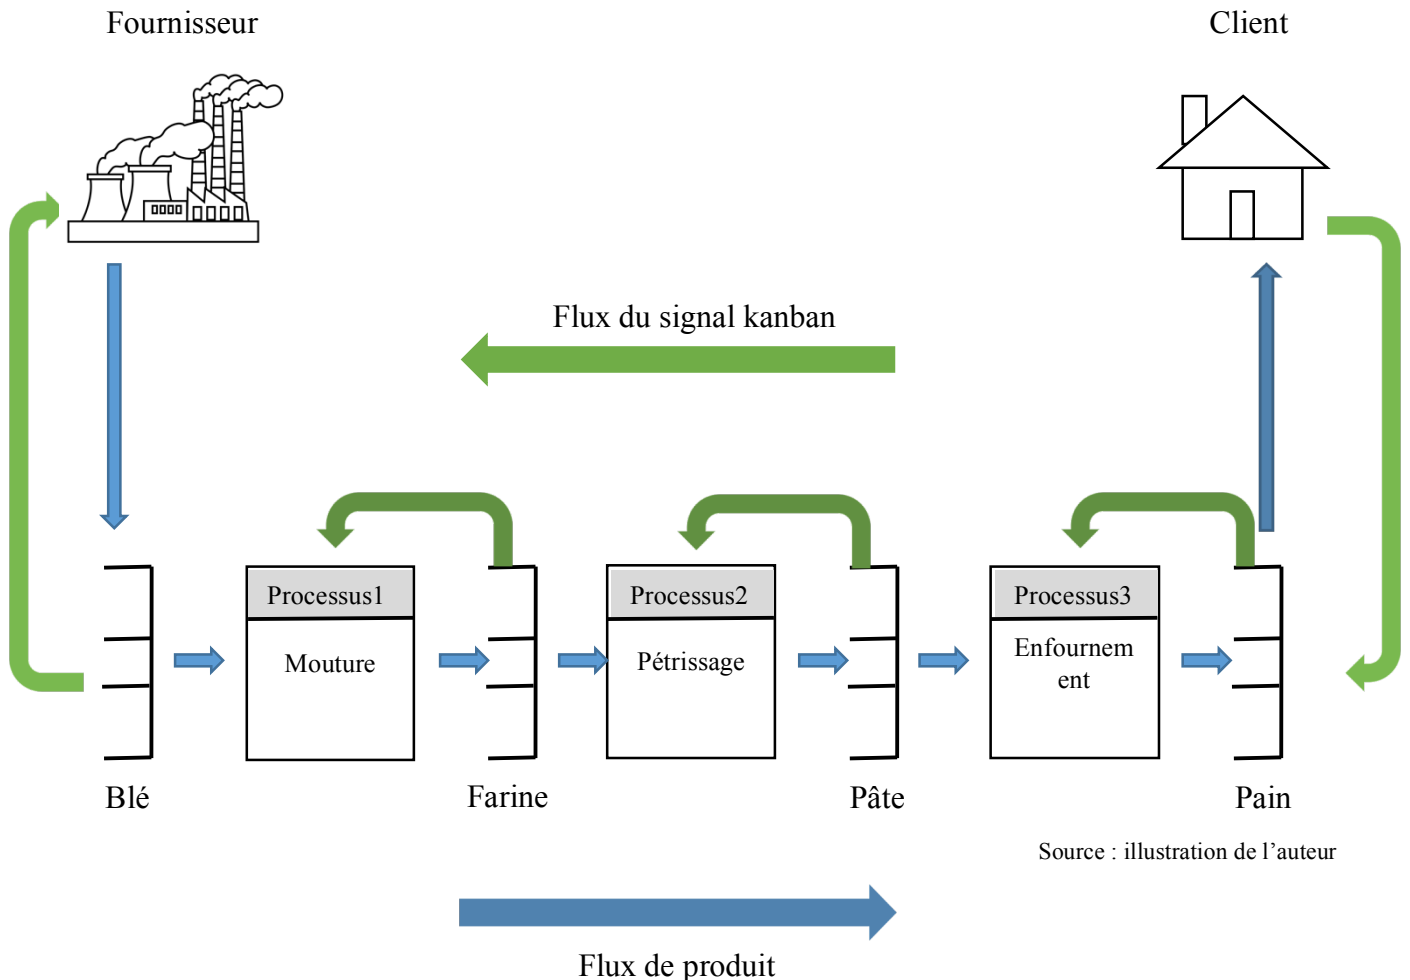 Fournisseur
Client
Flux du signal kanban
Processus1
Mouture
Processus2
Pétrissage
Processus3
Enfournem
ent
Blé
Farine
Pâte
Pain
Source : illustration de l’auteur
Flux de produit